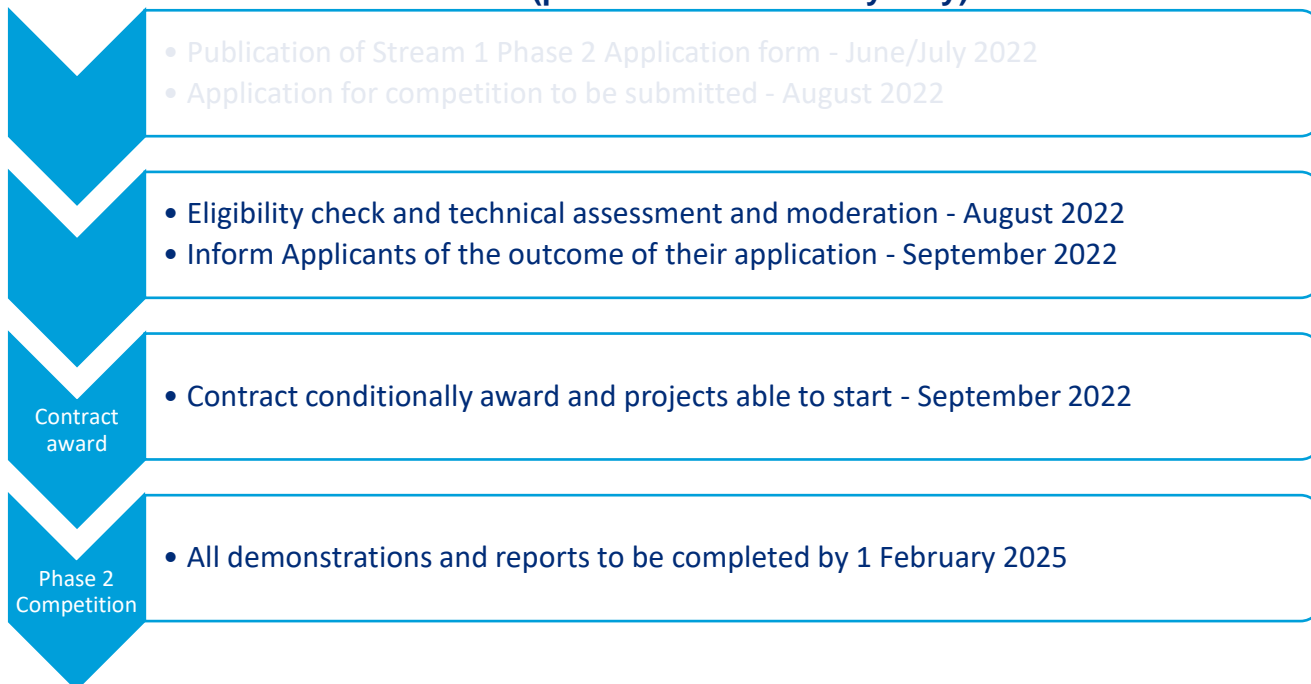 • Publication of Stream 1 Phase 2 Application form - June/July 2022
• Application for competition to be submitted - August 2022
• Eligibility check and technical assessment and moderation - August 2022
• Inform Applicants of the outcome of their application - September 2022
Contract
award
• Contract conditionally award and projects able to start - September 2022
Phase 2
Competition
• All demonstrations and reports to be completed by 1 February 2025